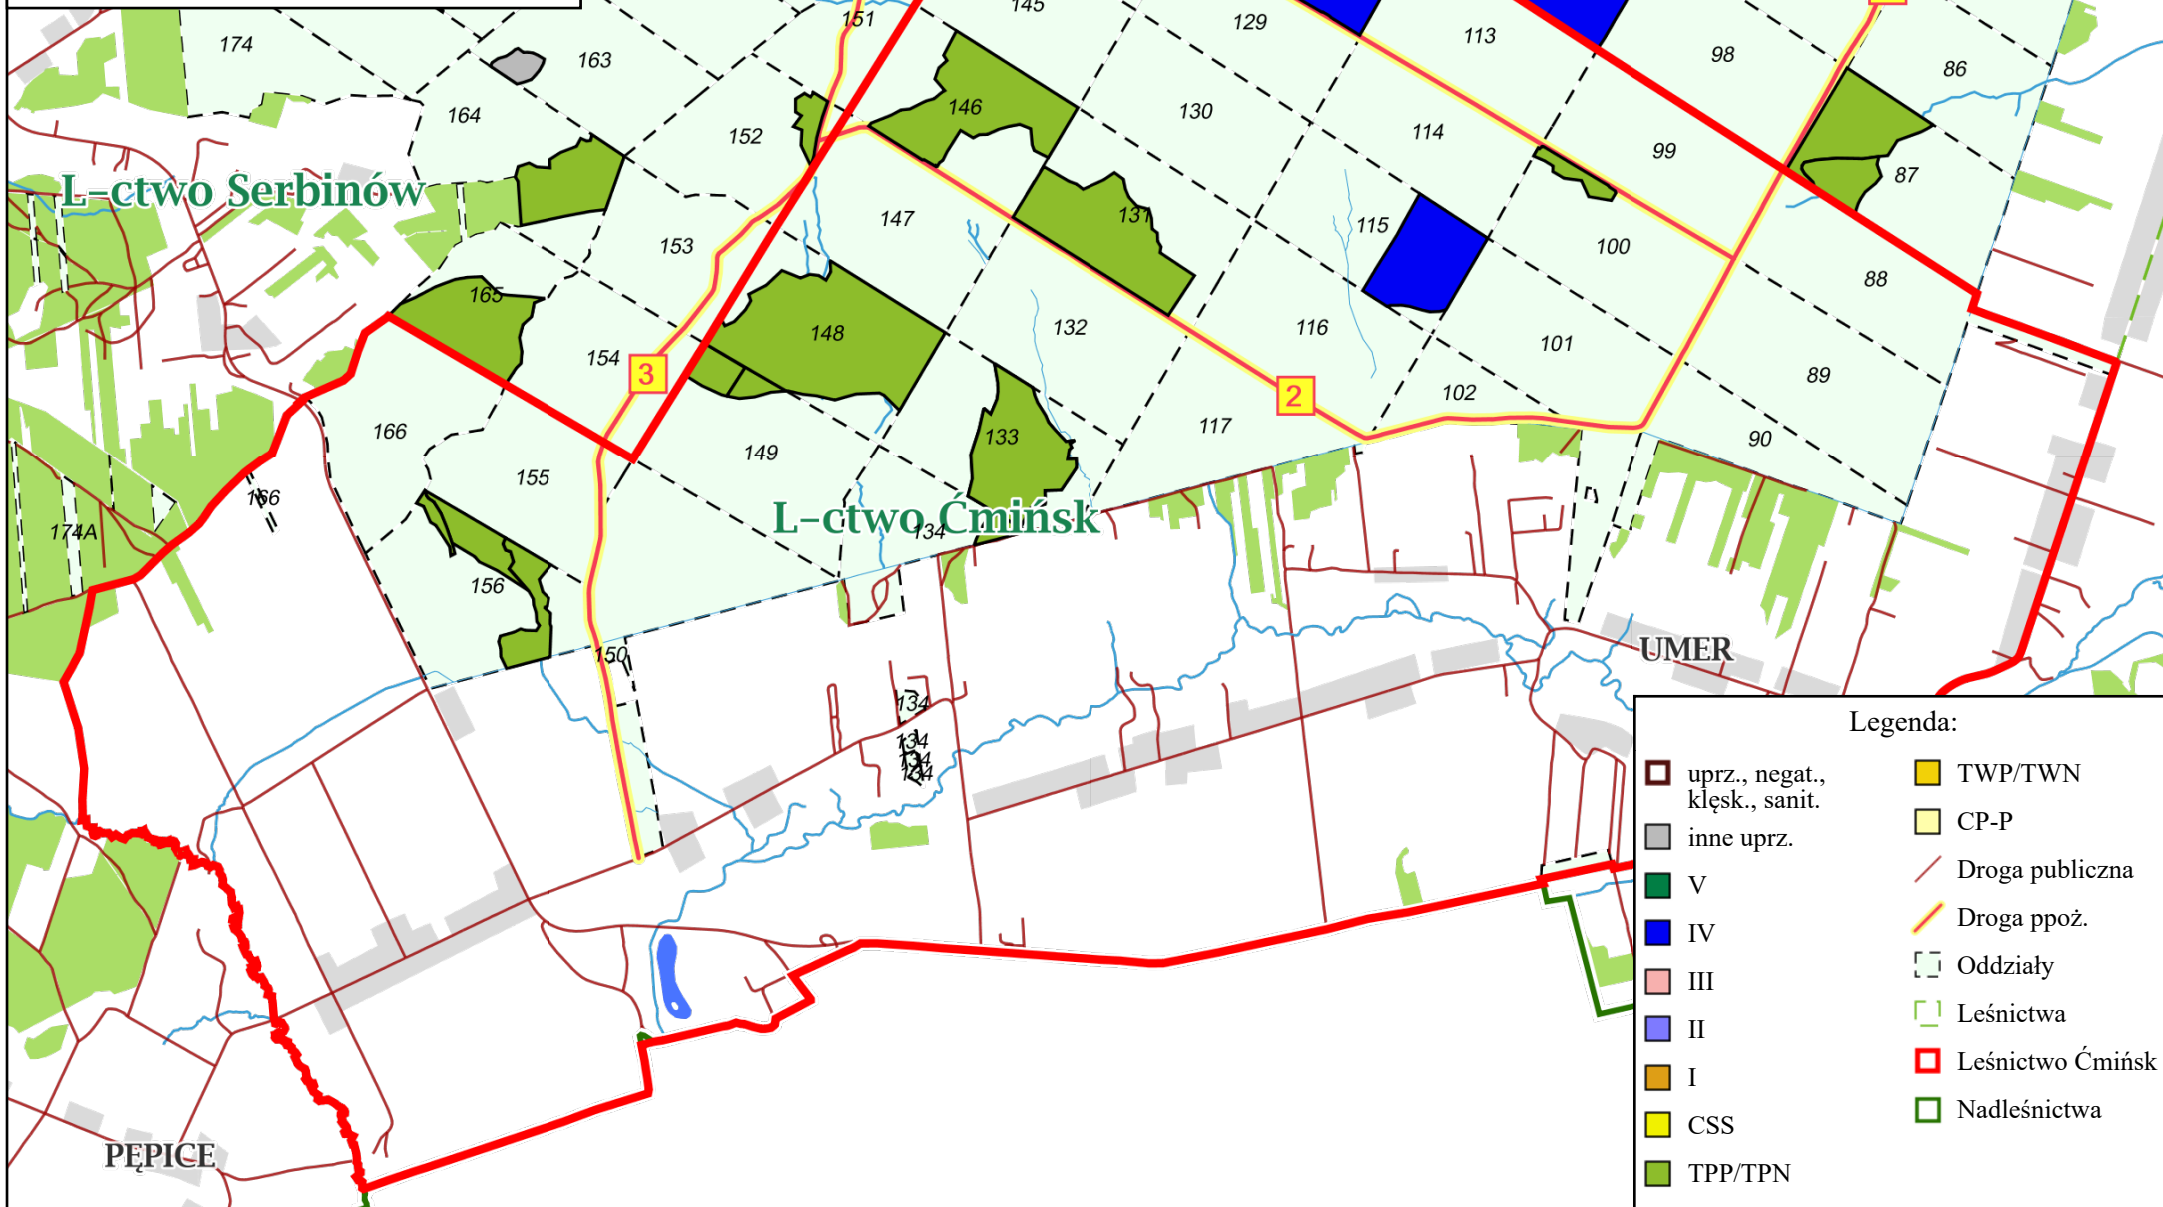 151
145
129
113
98
86
174
163
164
152
146
130
114
99
87
L-ctwo Serbinów
153
147
131
115
100
88
165
154
148
132
116
101
89
3
2
102
166
155
149
133
117
90
166
174A
L-ctwo Ćmińsk
134
156
150
UMER
134
134
134
134
PĘPICE
Legenda:
uprz., negat.,
klęsk., sanit.
inne uprz.
V
IV
III
II
I
CSS
TPP/TPN
TWP/TWN
CP-P
Droga publiczna
Droga ppoż.
Oddziały
Leśnictwa
Leśnictwo Ćmińsk
Nadleśnictwa